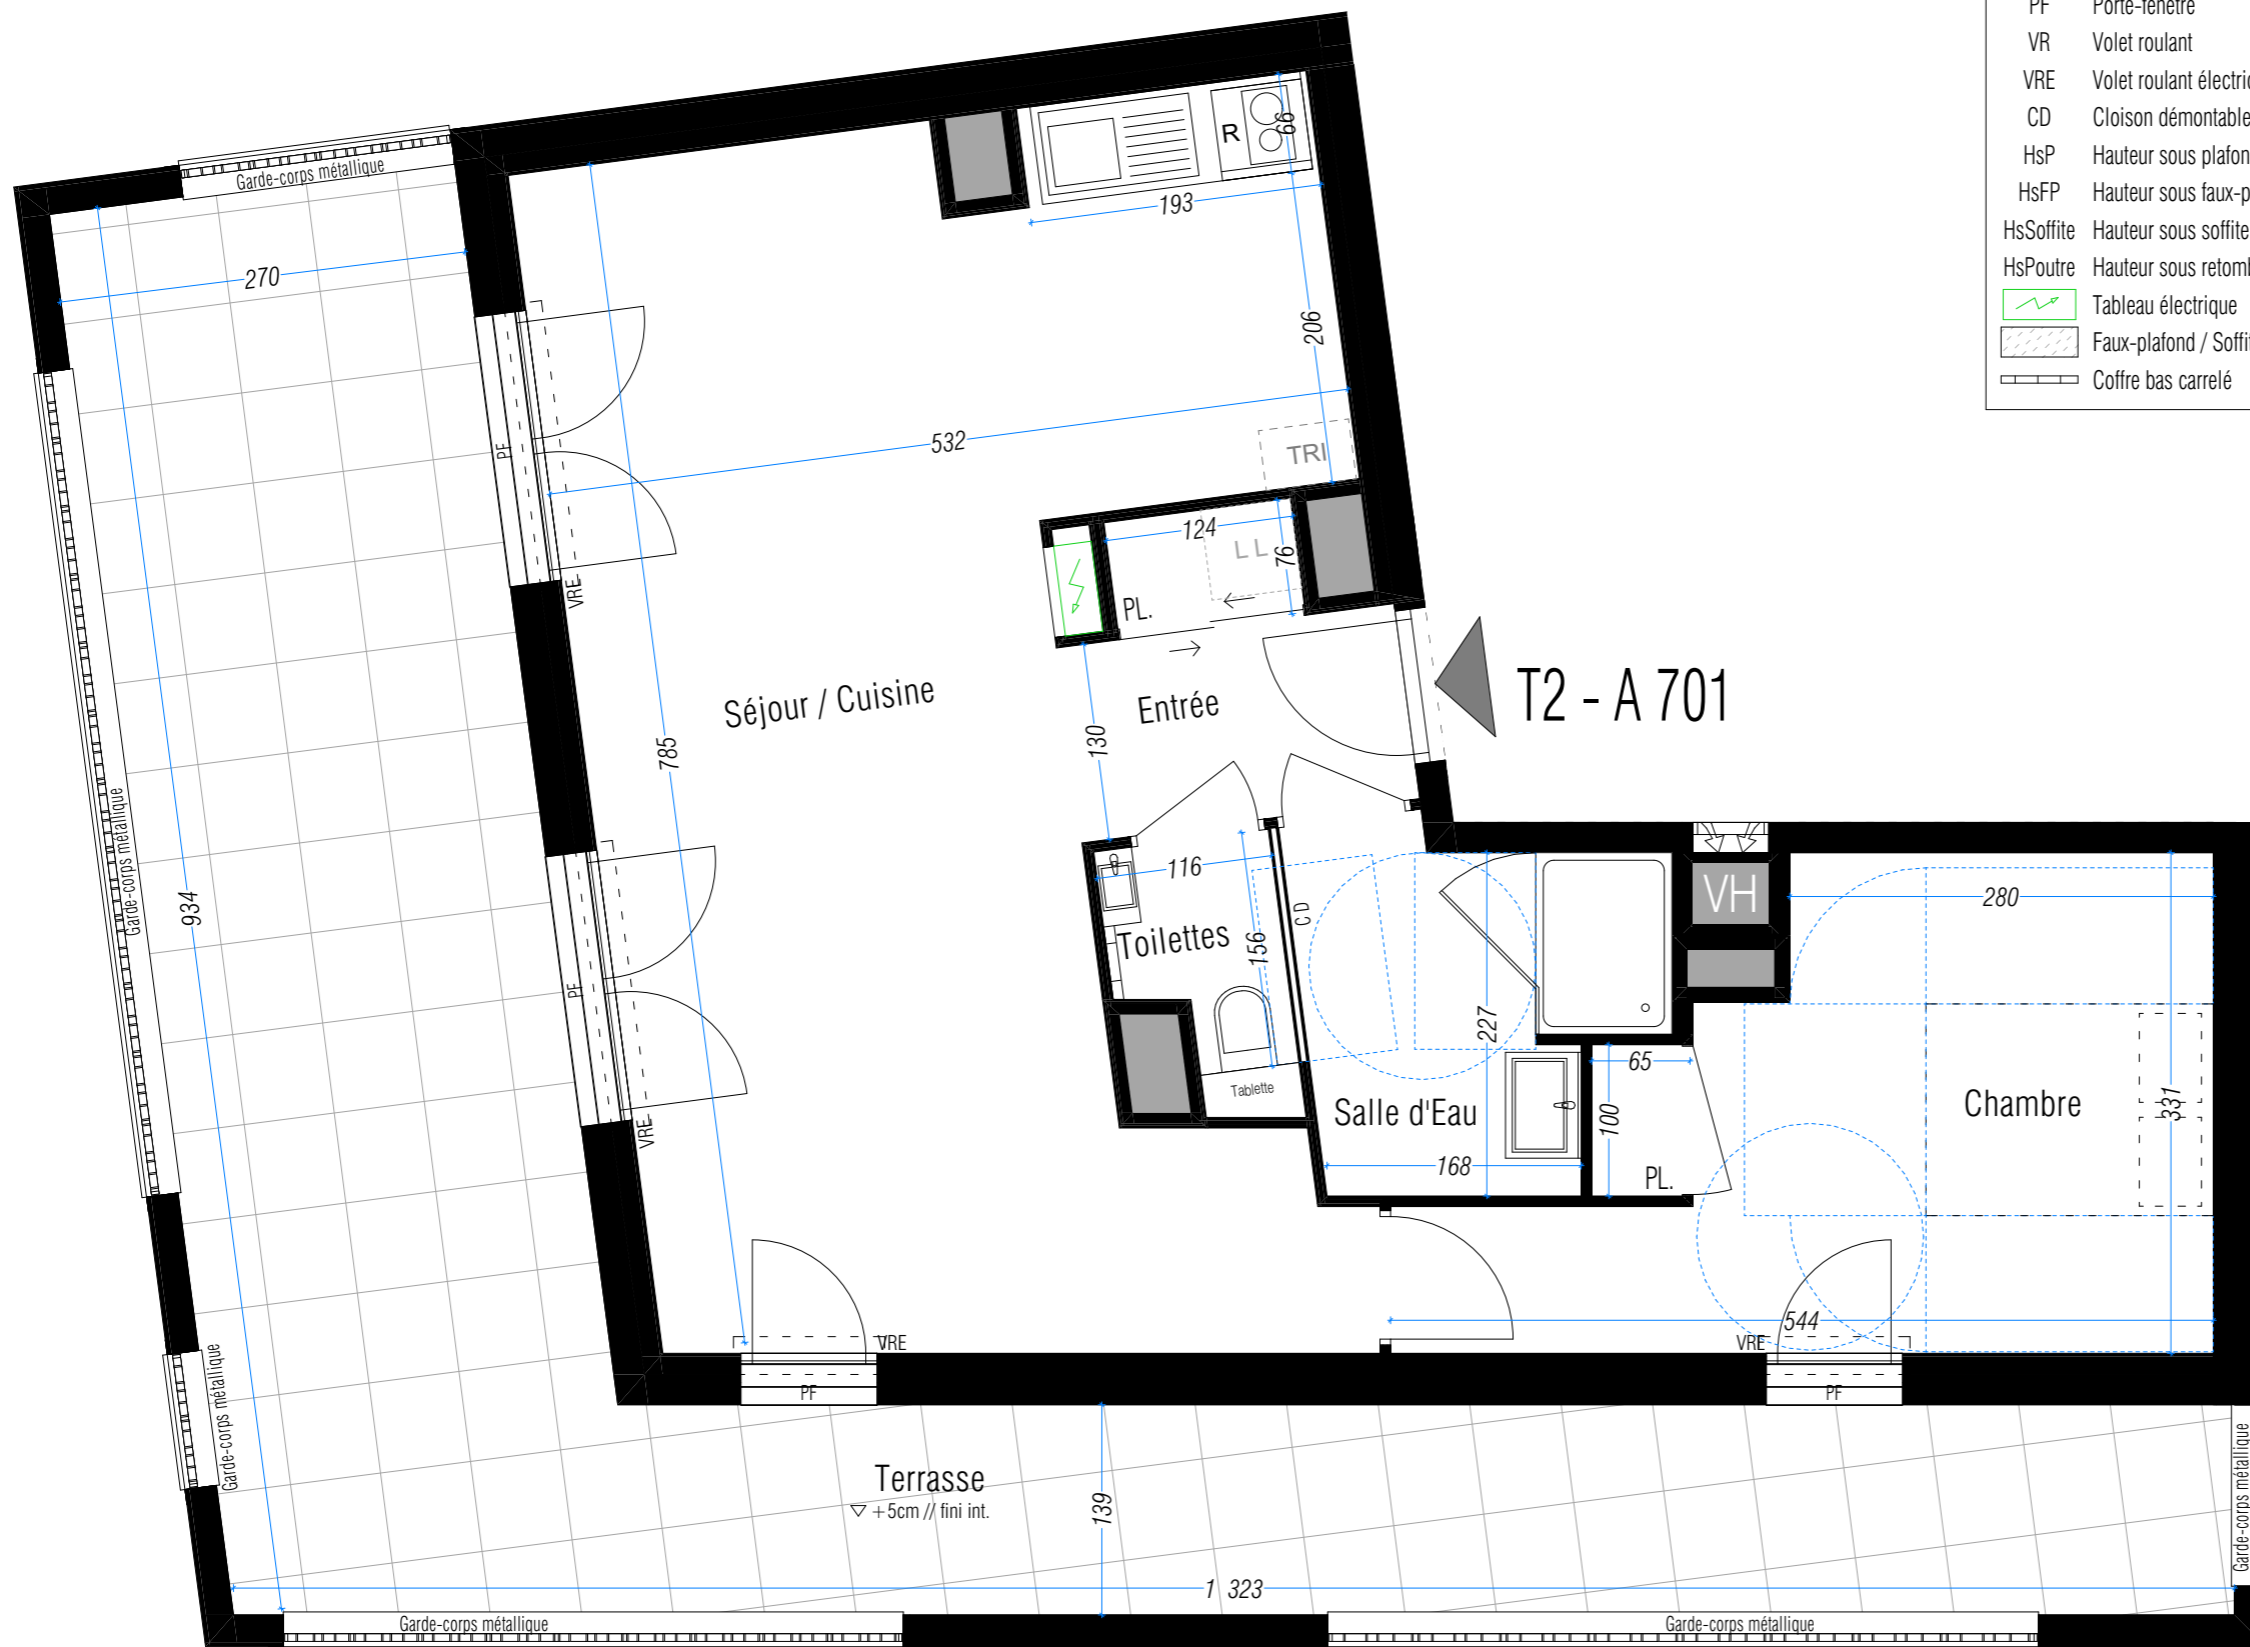 PF Porte-fenêtre
VR Volet roulant
VRE Volet roulant électri
CD Cloison démontable
HsP Hauteur sous plafon
HsFP Hauteur sous faux-p
HsSoffite Hauteur sous soffite
HsPoutre Hauteur sous retom
Tableau électrique
Faux-plafond / Soffi
Coffre bas carrelé
Garde-corps métallique
270
R
66
193
206
532
TRI
PF
VRE
124
L L
76
PL.
T2 - A 701
Séjour / Cuisine
Entrée
130
785
Garde-corps métallique
934
116
C D
Toilettes
156
Tablette
VH
280
227
65
100
PL.
Salle d'Eau
168
Chambre
331
PF
VRE
544
VRE
PF
VRE
PF
Garde-corps métallique
Terrasse
+5cm // fini int.
139
Garde-corps métallique
1 323
Garde-corps métallique
Garde-corps métallique